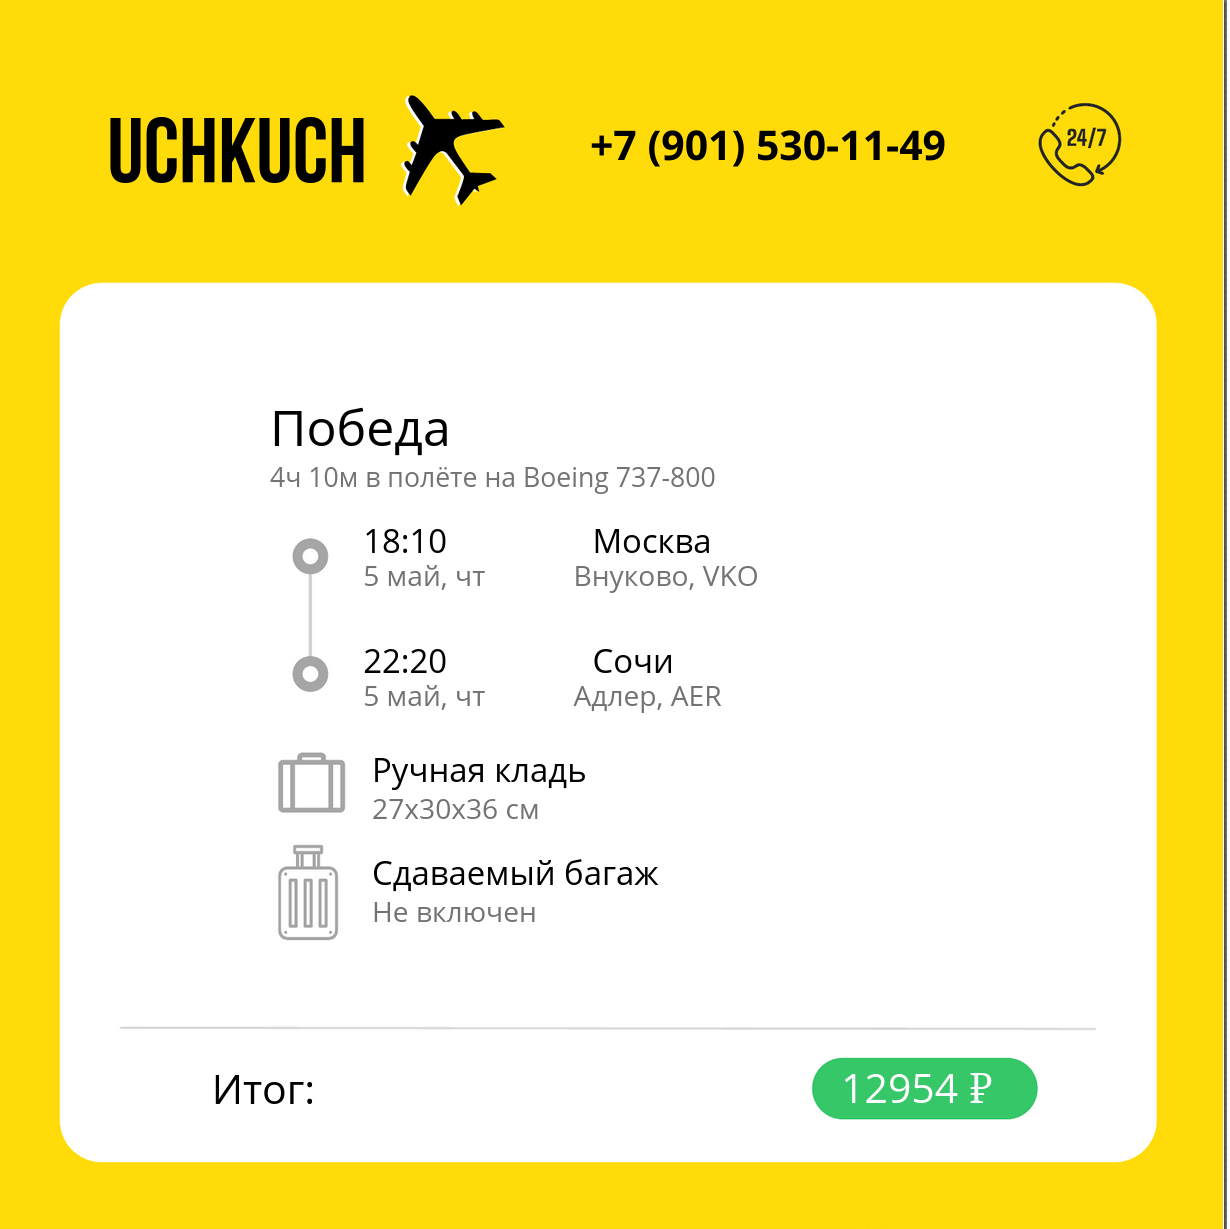 UCHKUCH +7 (901) 530-11-49 24/7
Победа
4ч 10м в полёте на Boeing 737-800
18:10 Москва
5 май, чт Внуково, VKO
22:20 Сочи
5 май, чт Адлер, AER
Ручная кладь
27x30x36 см
Сдаваемый багаж
Не включен
Итог: 12954 ₽